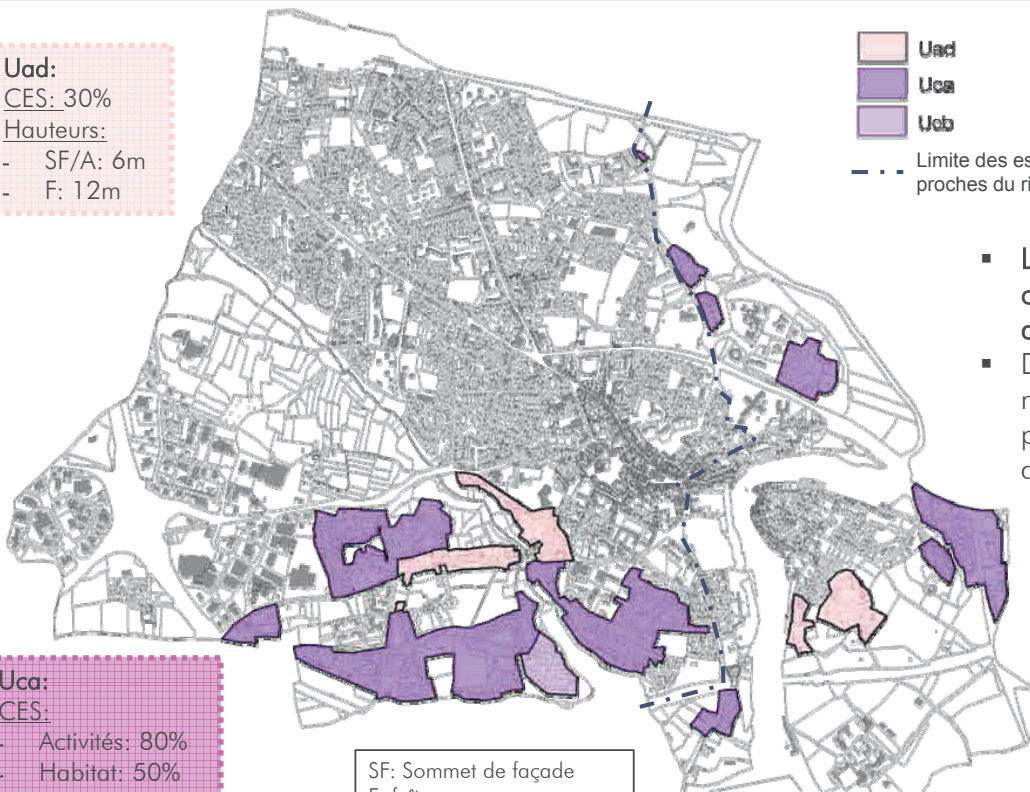 Uad:
CES: 30%
Hauteurs:
- SF/A: 6m
- F: 12m
Uad
Uca
Ucb
Limite des es
proches du ri
Uca:
CES:
- Activités: 80%
- Habitat: 50%
SF: Sommet de façade